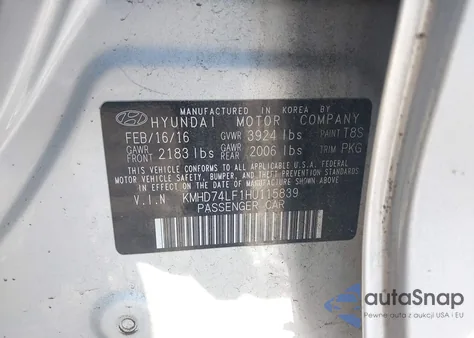 MANUFACTURED IN KOREA BY
HYUNDAI MOTOR COMPANY
FEB/16/16 GVWR 3924 lbs PAINT T8S
GAWR FRONT 2183 lbs GAWR REAR 2006 lbs TRIM PKG
THIS VEHICLE CONFORMS TO ALL APPLICABLE U.S.A. FEDERAL
MOTOR VEHICLE SAFETY, BUMPER, AND THEFT PREVENTION
STANDARDS IN EFFECT ON THE DATE OF MANUFACTURE SHOWN ABOVE.
V.I.N KMHD74LF1HU115839
PASSENGER CAR
autaSnap
Pewne auta z aukcji USA i EU